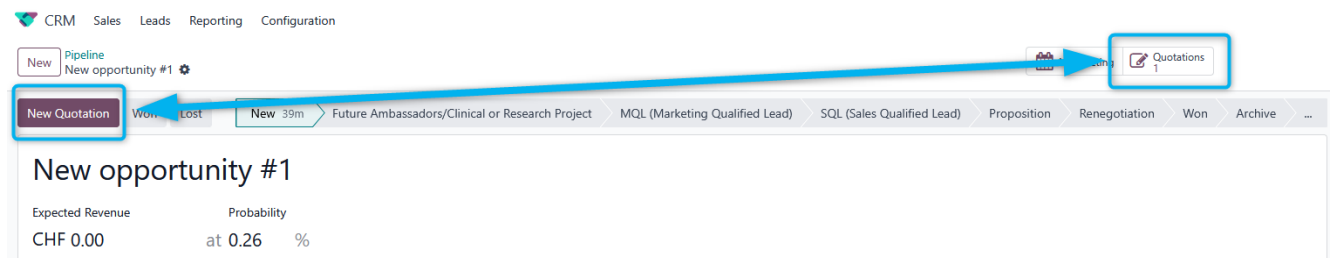 CRM Sales Leads Reporting Configuration
New Pipeline
New opportunity #1
Quotations
1
New Quotation Won Lost New 39m Future Ambassadors/Clinical or Research Project MQL (Marketing Qualified Lead) SQL (Sales Qualified Lead) Proposition Renegotiation Won Archive ...
New opportunity #1
Expected Revenue Probability
CHF 0.00 at 0.26 %